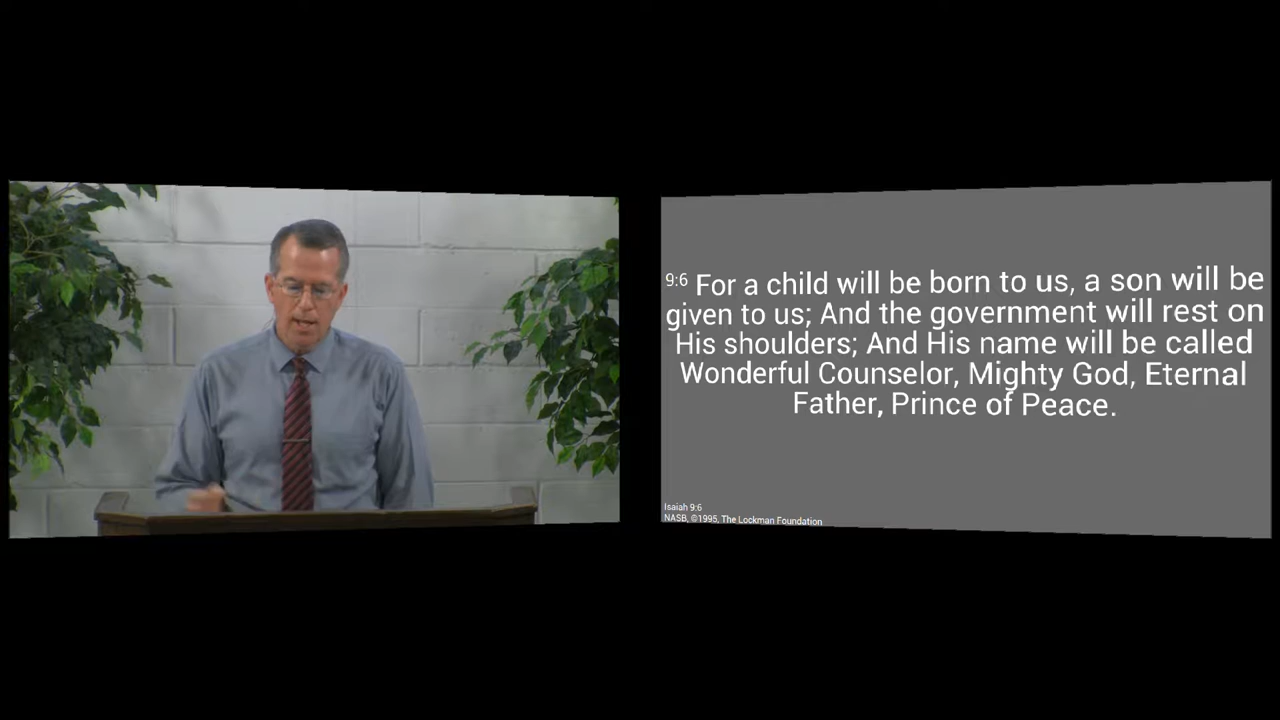 9:6 For a child will be born to us, a son will be
given to us; And the government will rest on
His shoulders; And His name will be called
Wonderful Counselor, Mighty God, Eternal
Father, Prince of Peace.
Isaiah 9:6
NASB, ©1995, The Lockman Foundation